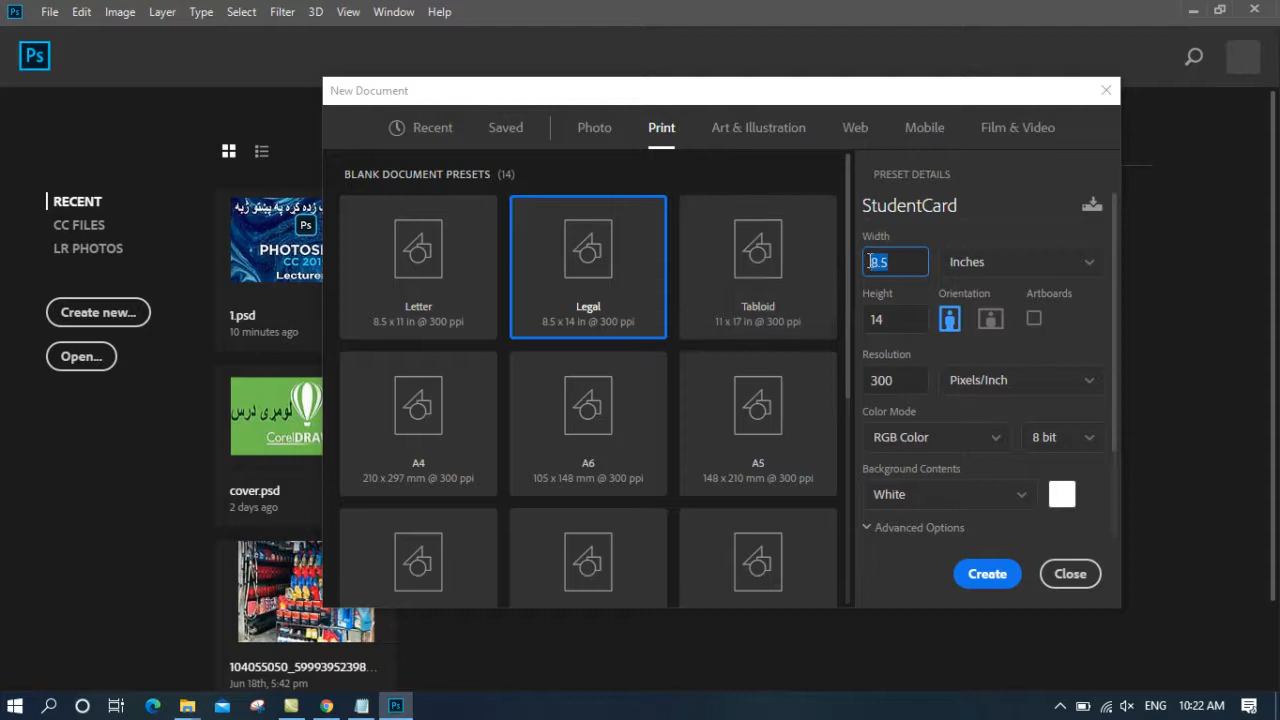 Ps
File Edit Image Layer Type Select Filter 3D View Window Help
Ps
New Document
Recent Saved Photo Print Art & Illustration Web Mobile Film & Video
RECENT
CC FILES
LR PHOTOS
Create new...
Open...
Ps
PHOTOS
CC 201
Lecture
1.psd
10 minutes ago
لومړی درس
CorelDRA
cover.psd
2 days ago
104055050_59993952398...
Jun 18th, 5:42 pm
BLANK DOCUMENT PRESETS (14)
Letter
8.5 x 11 in @ 300 ppi
Legal
8.5 x 14 in @ 300 ppi
Tabloid
11 x 17 in @ 300 ppi
A4
210 x 297 mm @ 300 ppi
A6
105 x 148 mm @ 300 ppi
A5
148 x 210 mm @ 300 ppi
PRESET DETAILS
StudentCard
Width
8.5 Inches
Height Orientation Artboards
14
Resolution
300 Pixels/Inch
Color Mode
RGB Color 8 bit
Background Contents
White
Advanced Options
Create Close
Ps
ENG 10:22 AM